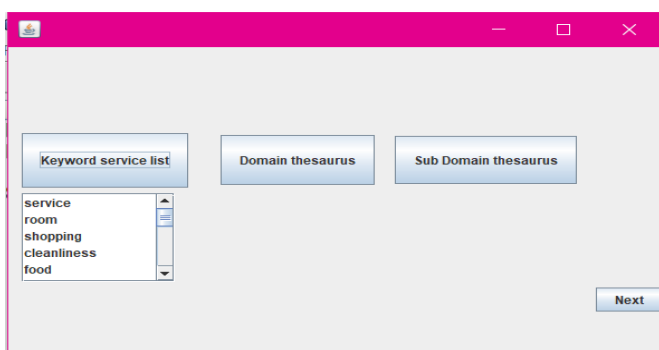 Keyword service list
Domain thesaurus
Sub Domain thesaurus
service
room
shopping
cleanliness
food
Next